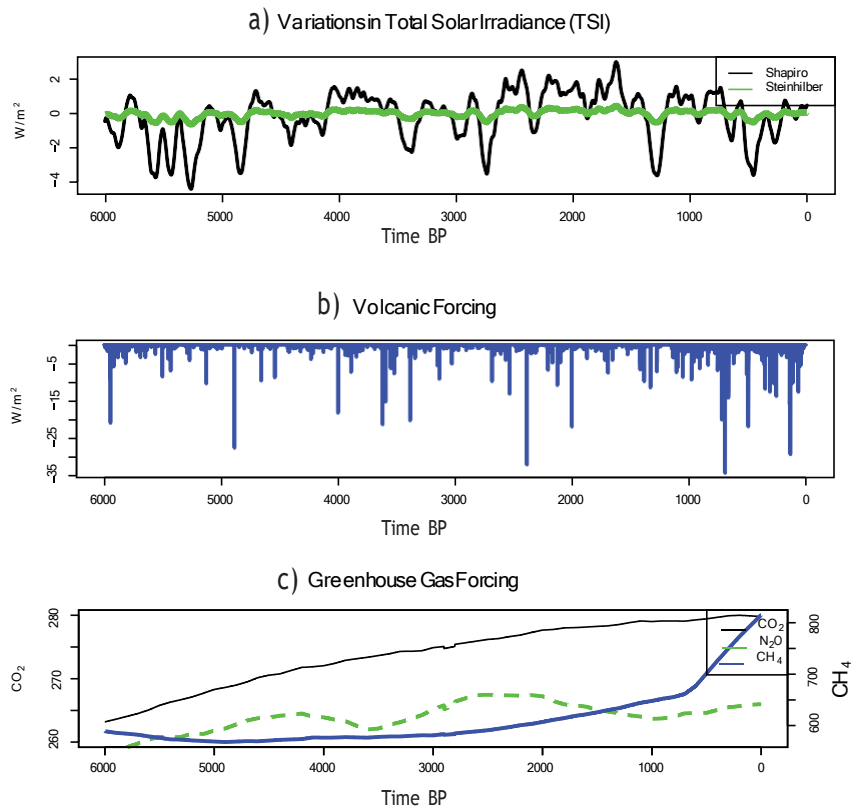 a) Variations in Total Solar Irradiance (TSI)
W/m²
2
0
−2
−4
Shapiro
Steinhilber
6000 5000 4000 3000 2000 1000 0
Time BP
b) Volcanic Forcing
W/m²
−5
−15
−25
−35
6000 5000 4000 3000 2000 1000 0
Time BP
c) Greenhouse Gas Forcing
CO₂
280
270
260
CO₂
N₂O
CH₄
800
700
600
CH₄
6000 5000 4000 3000 2000 1000 0
Time BP